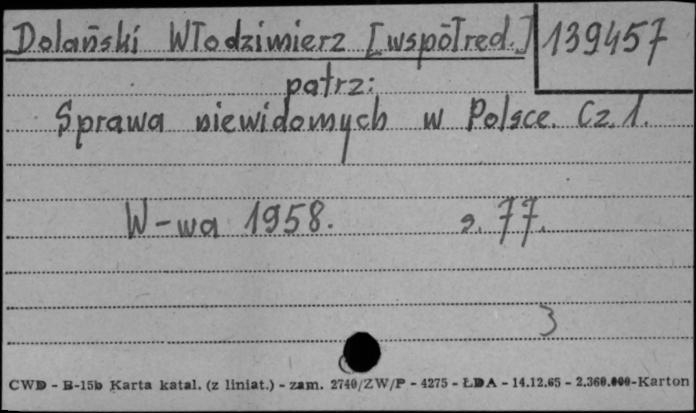 Dolański Włodzimierz [współred.] 139457
patrz:
Sprawa niewidomych w Polsce. Cz. 1.
W-wa 1958. s. 77.
3
CWD - B-15b Karta katal. (z liniat.) - zam. 2740/ZW/P - 4275 - ŁDA - 14.12.65 - 2.360.000-Karton